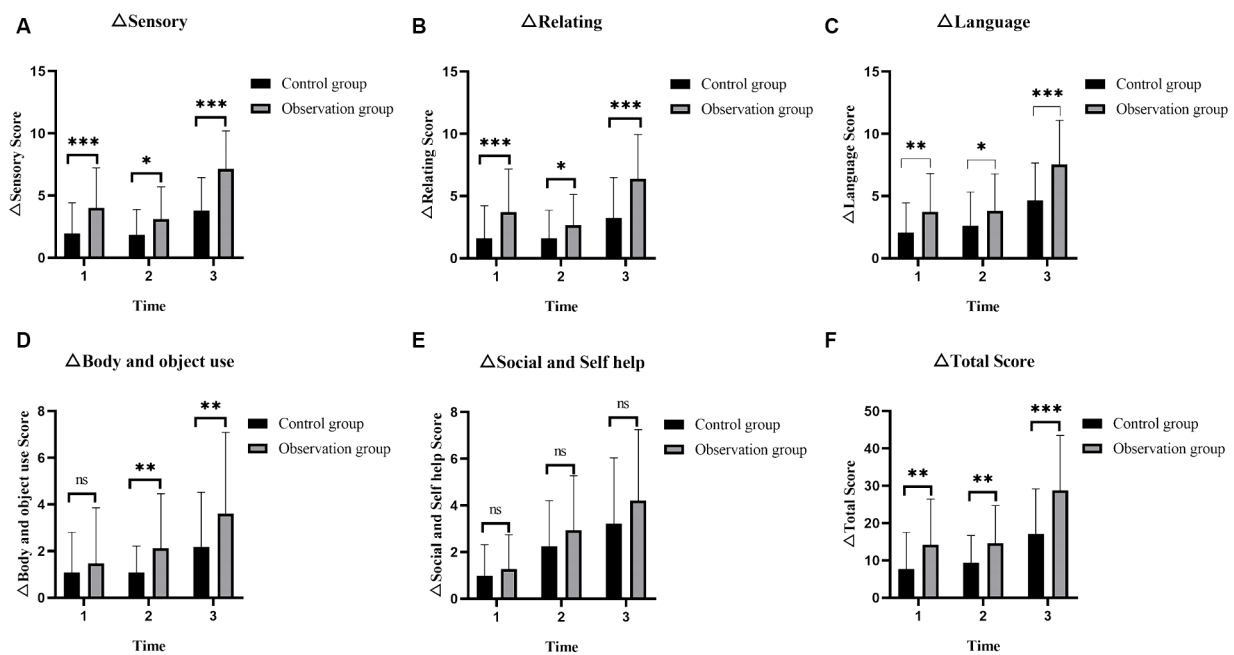 A
△Sensory
△Sensory Score
15
10
5
0
***
*
***
1
2
3
Time
Control group
Observation group
B
△Relating
△Relating Score
15
10
5
0
***
*
***
1
2
3
Time
Control group
Observation group
C
△Language
△Language Score
15
10
5
0
**
*
***
1
2
3
Time
Control group
Observation group
D
△Body and object use
△Body and object use Score
8
6
4
2
0
ns
**
**
1
2
3
Time
Control group
Observation group
E
△Social and Self help
△Social and Self help Score
8
6
4
2
0
ns
ns
ns
1
2
3
Time
Control group
Observation group
F
△Total Score
△Total Score
50
40
30
20
10
0
**
**
***
1
2
3
Time
Control group
Observation group